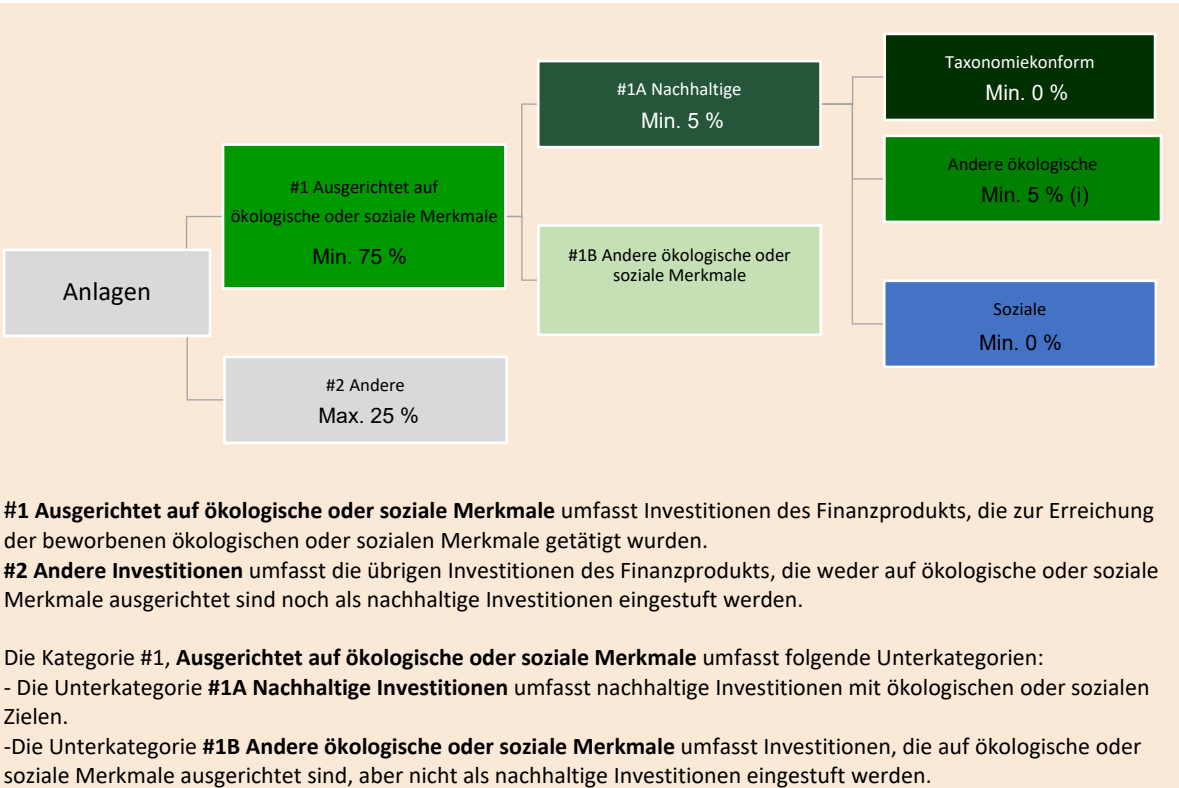 Anlagen
#1 Ausgerichtet auf
ökologische oder soziale Merkmale
Min. 75 %
#2 Andere
Max. 25 %
#1A Nachhaltige
Min. 5 %
#1B Andere ökologische oder
soziale Merkmale
Taxonomiekonform
Min. 0 %
Andere ökologische
Min. 5 % (i)
Soziale
Min. 0 %
#1 Ausgerichtet auf ökologische oder soziale Merkmale umfasst Investitionen des Finanzprodukts, die zur Erreichung
der beworbenen ökologischen oder sozialen Merkmale getätigt wurden.
#2 Andere Investitionen umfasst die übrigen Investitionen des Finanzprodukts, die weder auf ökologische oder soziale
Merkmale ausgerichtet sind noch als nachhaltige Investitionen eingestuft werden.
Die Kategorie #1, Ausgerichtet auf ökologische oder soziale Merkmale umfasst folgende Unterkategorien:
- Die Unterkategorie #1A Nachhaltige Investitionen umfasst nachhaltige Investitionen mit ökologischen oder sozialen
Zielen.
-Die Unterkategorie #1B Andere ökologische oder soziale Merkmale umfasst Investitionen, die auf ökologische oder
soziale Merkmale ausgerichtet sind, aber nicht als nachhaltige Investitionen eingestuft werden.